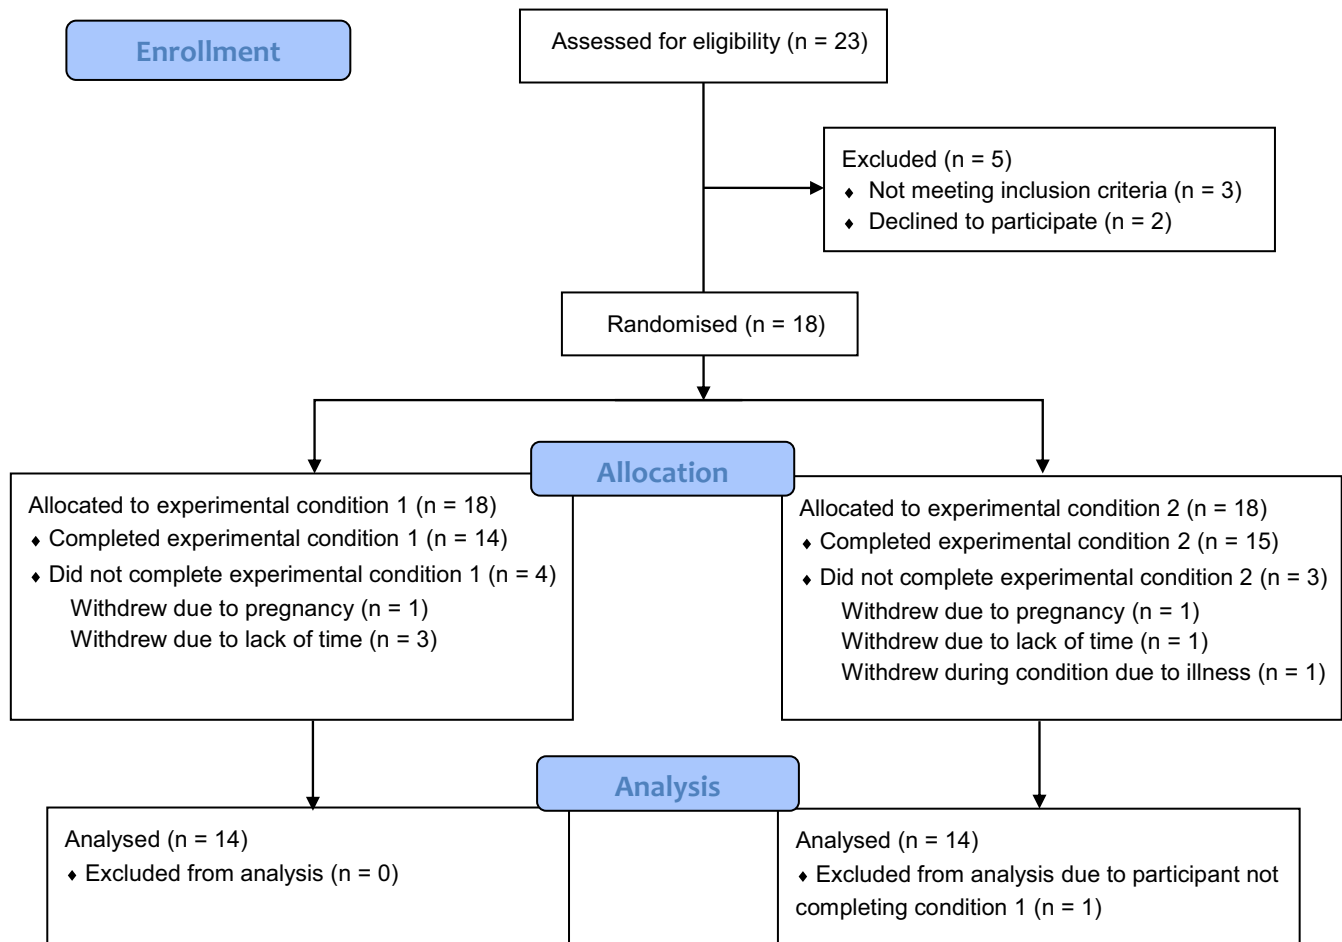 Enrollment
Assessed for eligibility (n = 23)
Excluded (n = 5)
♦ Not meeting inclusion criteria (n = 3)
♦ Declined to participate (n = 2)
Randomised (n = 18)
Allocation
Allocated to experimental condition 1 (n = 18)
♦ Completed experimental condition 1 (n = 14)
♦ Did not complete experimental condition 1 (n = 4)
Withdrew due to pregnancy (n = 1)
Withdrew due to lack of time (n = 3)
Allocated to experimental condition 2 (n = 18)
♦ Completed experimental condition 2 (n = 15)
♦ Did not complete experimental condition 2 (n = 3)
Withdrew due to pregnancy (n = 1)
Withdrew due to lack of time (n = 1)
Withdrew during condition due to illness (n = 1)
Analysis
Analysed (n = 14)
♦ Excluded from analysis (n = 0)
Analysed (n = 14)
♦ Excluded from analysis due to participant not
completing condition 1 (n = 1)